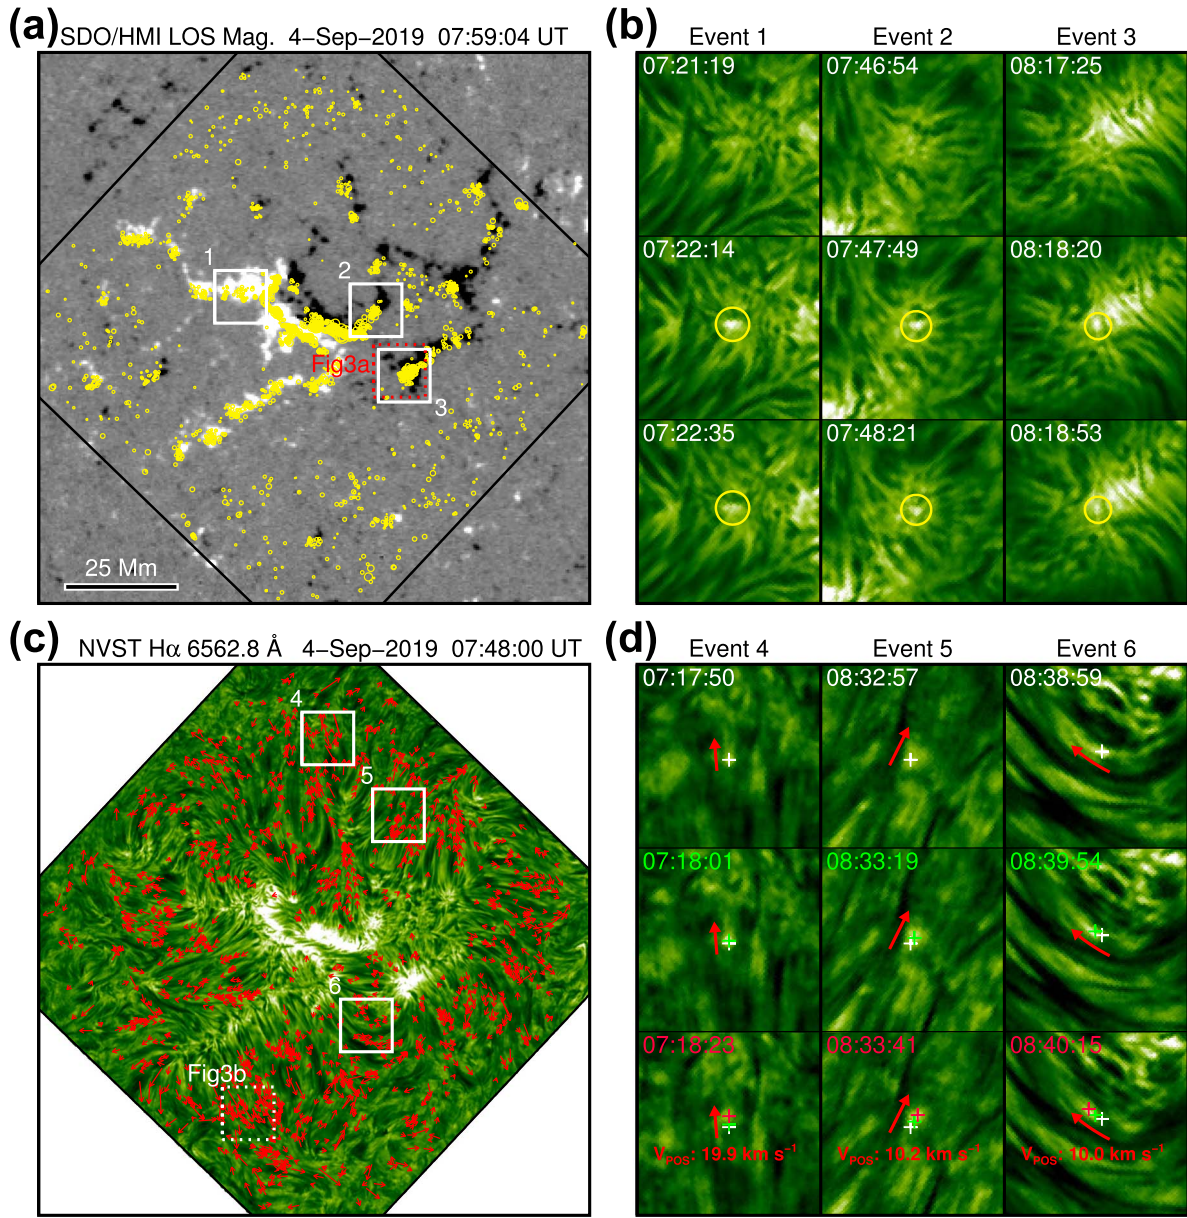 (a) SDO/HMI LOS Mag. 4−Sep−2019 07:59:04 UT
1
2
Fig3a
3
25 Mm
(b) Event 1 Event 2 Event 3
07:21:19 07:46:54 08:17:25
07:22:14 07:47:49 08:18:20
07:22:35 07:48:21 08:18:53
(c) NVST Hα 6562.8 Å 4−Sep−2019 07:48:00 UT
4
5
6
Fig3b
(d) Event 4 Event 5 Event 6
07:17:50 08:32:57 08:38:59
07:18:01 08:33:19 08:39:54
07:18:23 08:33:41 08:40:15
V_POS: 19.9 km s⁻¹ V_POS: 10.2 km s⁻¹ V_POS: 10.0 km s⁻¹